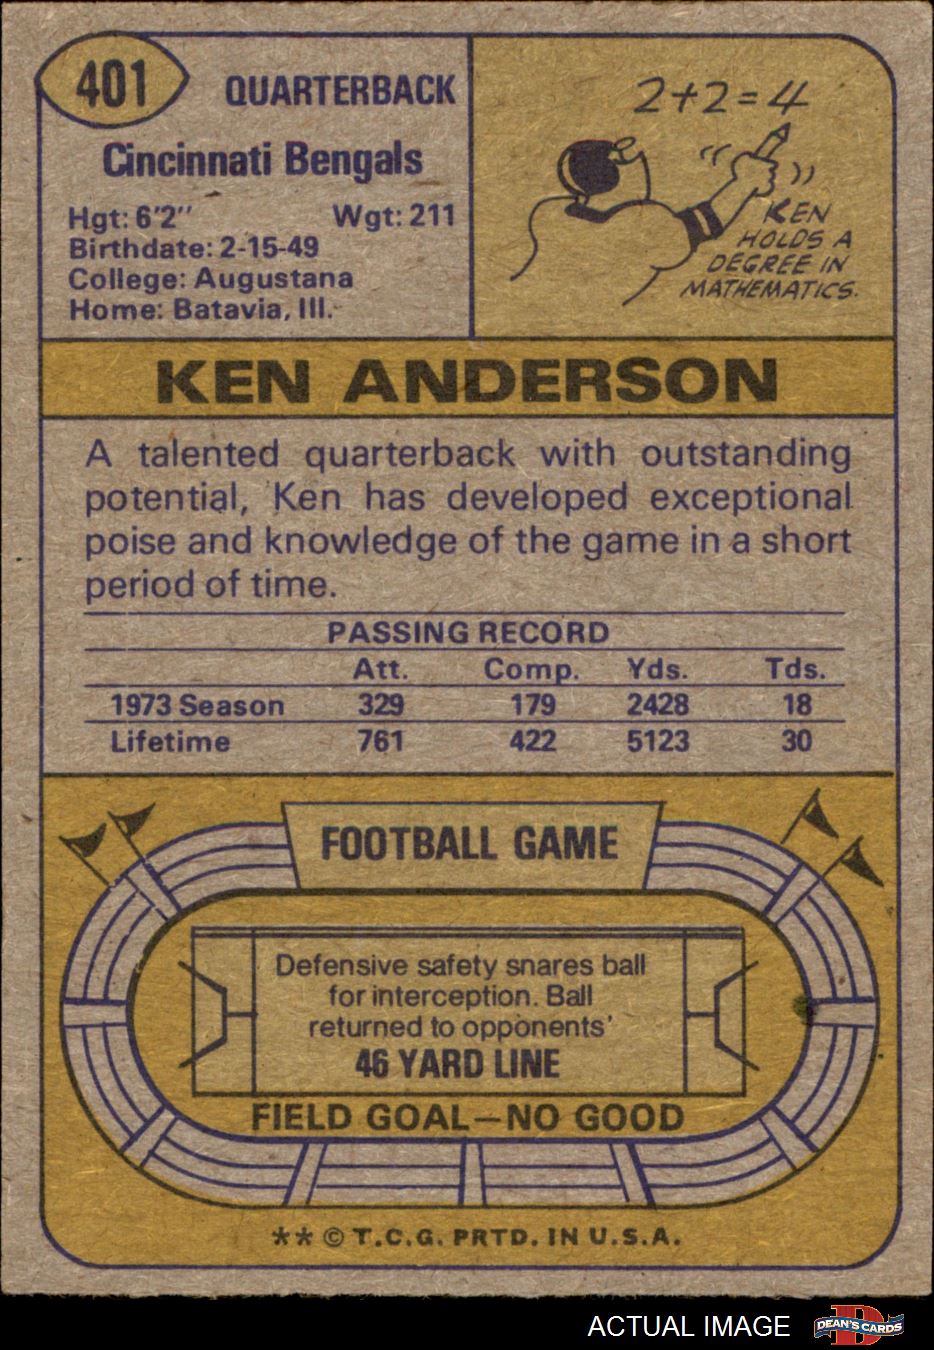 401
QUARTERBACK
Cincinnati Bengals
Hgt: 6'2"
Wgt: 211
Birthdate: 2-15-49
College: Augustana
Home: Batavia, Ill.
2+2=4
KEN
HOLDS A
DEGREE IN
MATHEMATICS.
KEN ANDERSON
A talented quarterback with outstanding
potential, Ken has developed exceptional
poise and knowledge of the game in a short
period of time.
PASSING RECORD
Att. Comp. Yds. Tds.
1973 Season 329 179 2428 18
Lifetime 761 422 5123 30
FOOTBALL GAME
Defensive safety snares ball
for interception. Ball
returned to opponents'
46 YARD LINE
FIELD GOAL—NO GOOD
** © T.C.G. PRTD. IN U.S.A.
ACTUAL IMAGE
DEAN'S CARDS